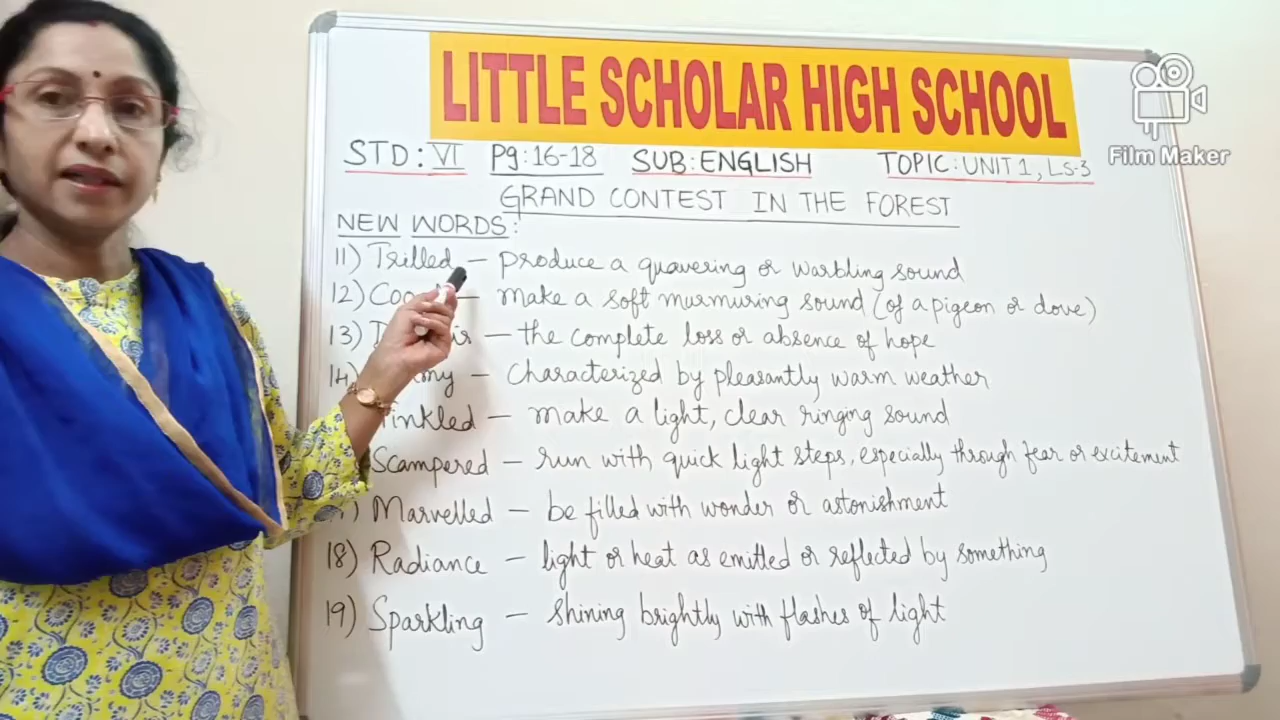 LITTLE SCHOLAR HIGH SCHOOL
Film Maker
STD: VI Pg: 16-18 SUB: ENGLISH TOPIC: UNIT 1, LS-3
GRAND CONTEST IN THE FOREST
NEW WORDS:
11) Trilled – produce a quavering or warbling sound
12) – make a soft murmuring sound (of a pigeon or dove)
13) – the complete loss or absence of hope
14) – Characterized by pleasantly warm weather
Tinkled – make a light, clear ringing sound
Scampered – run with quick light steps, especially through fear or excitement
Marvelled – be filled with wonder or astonishment
18) Radiance – light or heat as emitted or reflected by something
19) Sparkling – shining brightly with flashes of light